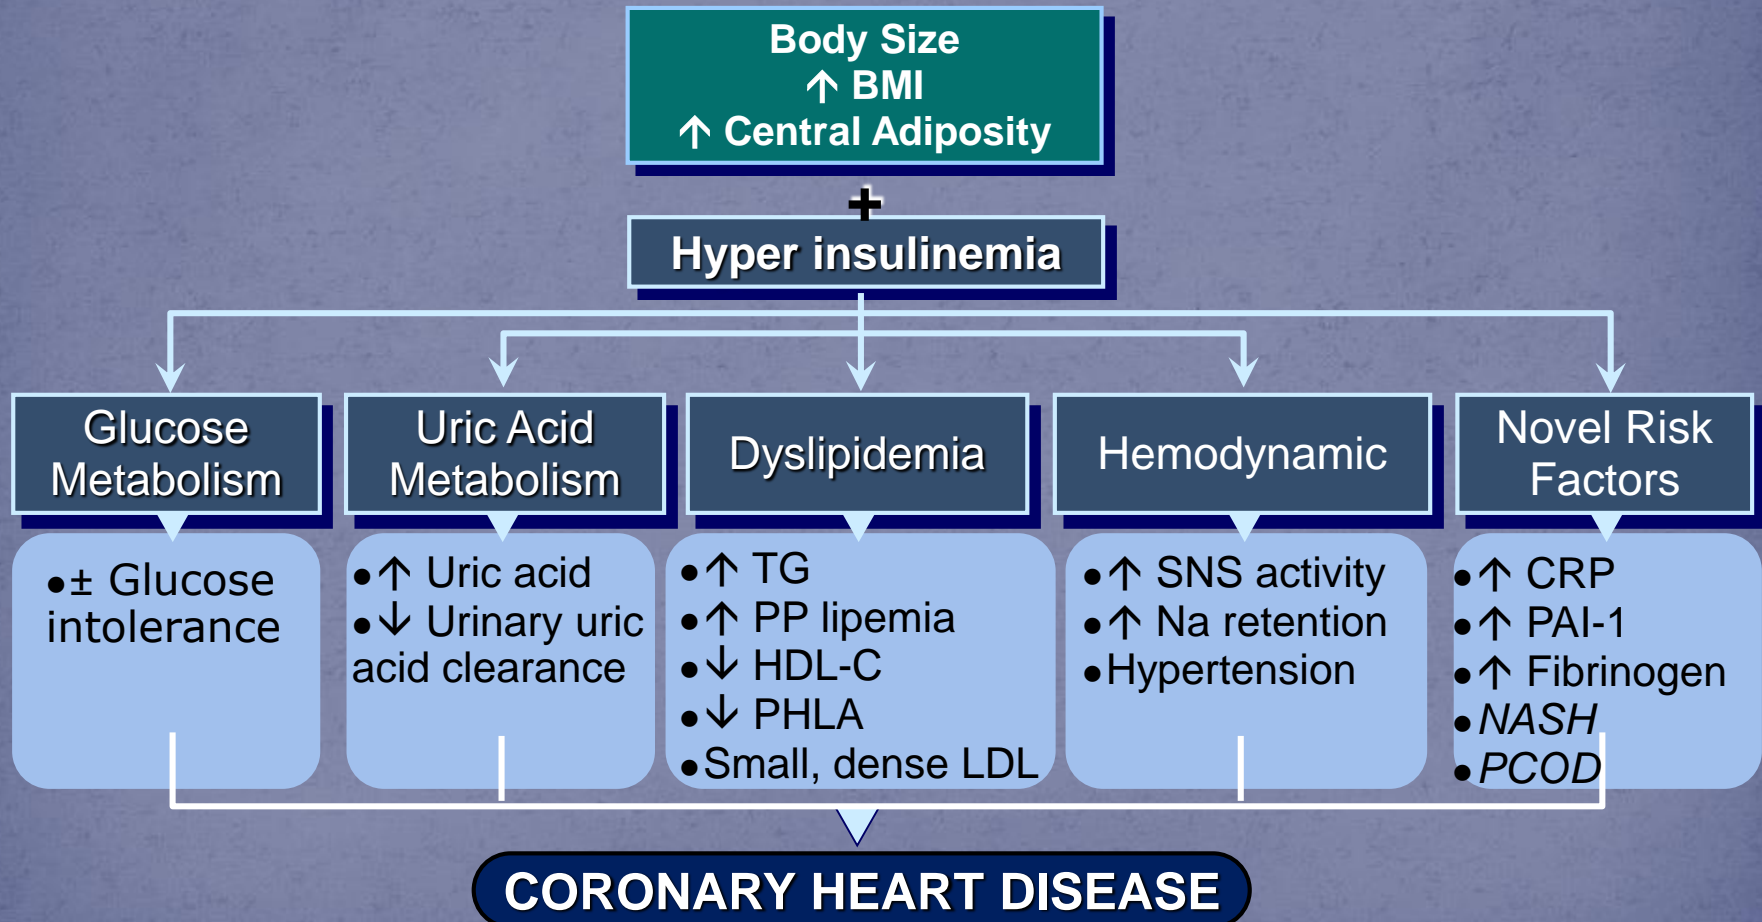 Body Size
↑ BMI
↑ Central Adiposity
+
Hyper insulinemia
Glucose
Metabolism
Uric Acid
Metabolism
Dyslipidemia
Hemodynamic
Novel Risk
Factors
●± Glucose
intolerance
●↑ Uric acid
●↓ Urinary uric
acid clearance
●↑ TG
●↑ PP lipemia
●↓ HDL-C
●↓ PHLA
●Small, dense LDL
●↑ SNS activity
●↑ Na retention
●Hypertension
●↑ CRP
●↑ PAI-1
●↑ Fibrinogen
●NASH
●PCOD
CORONARY HEART DISEASE